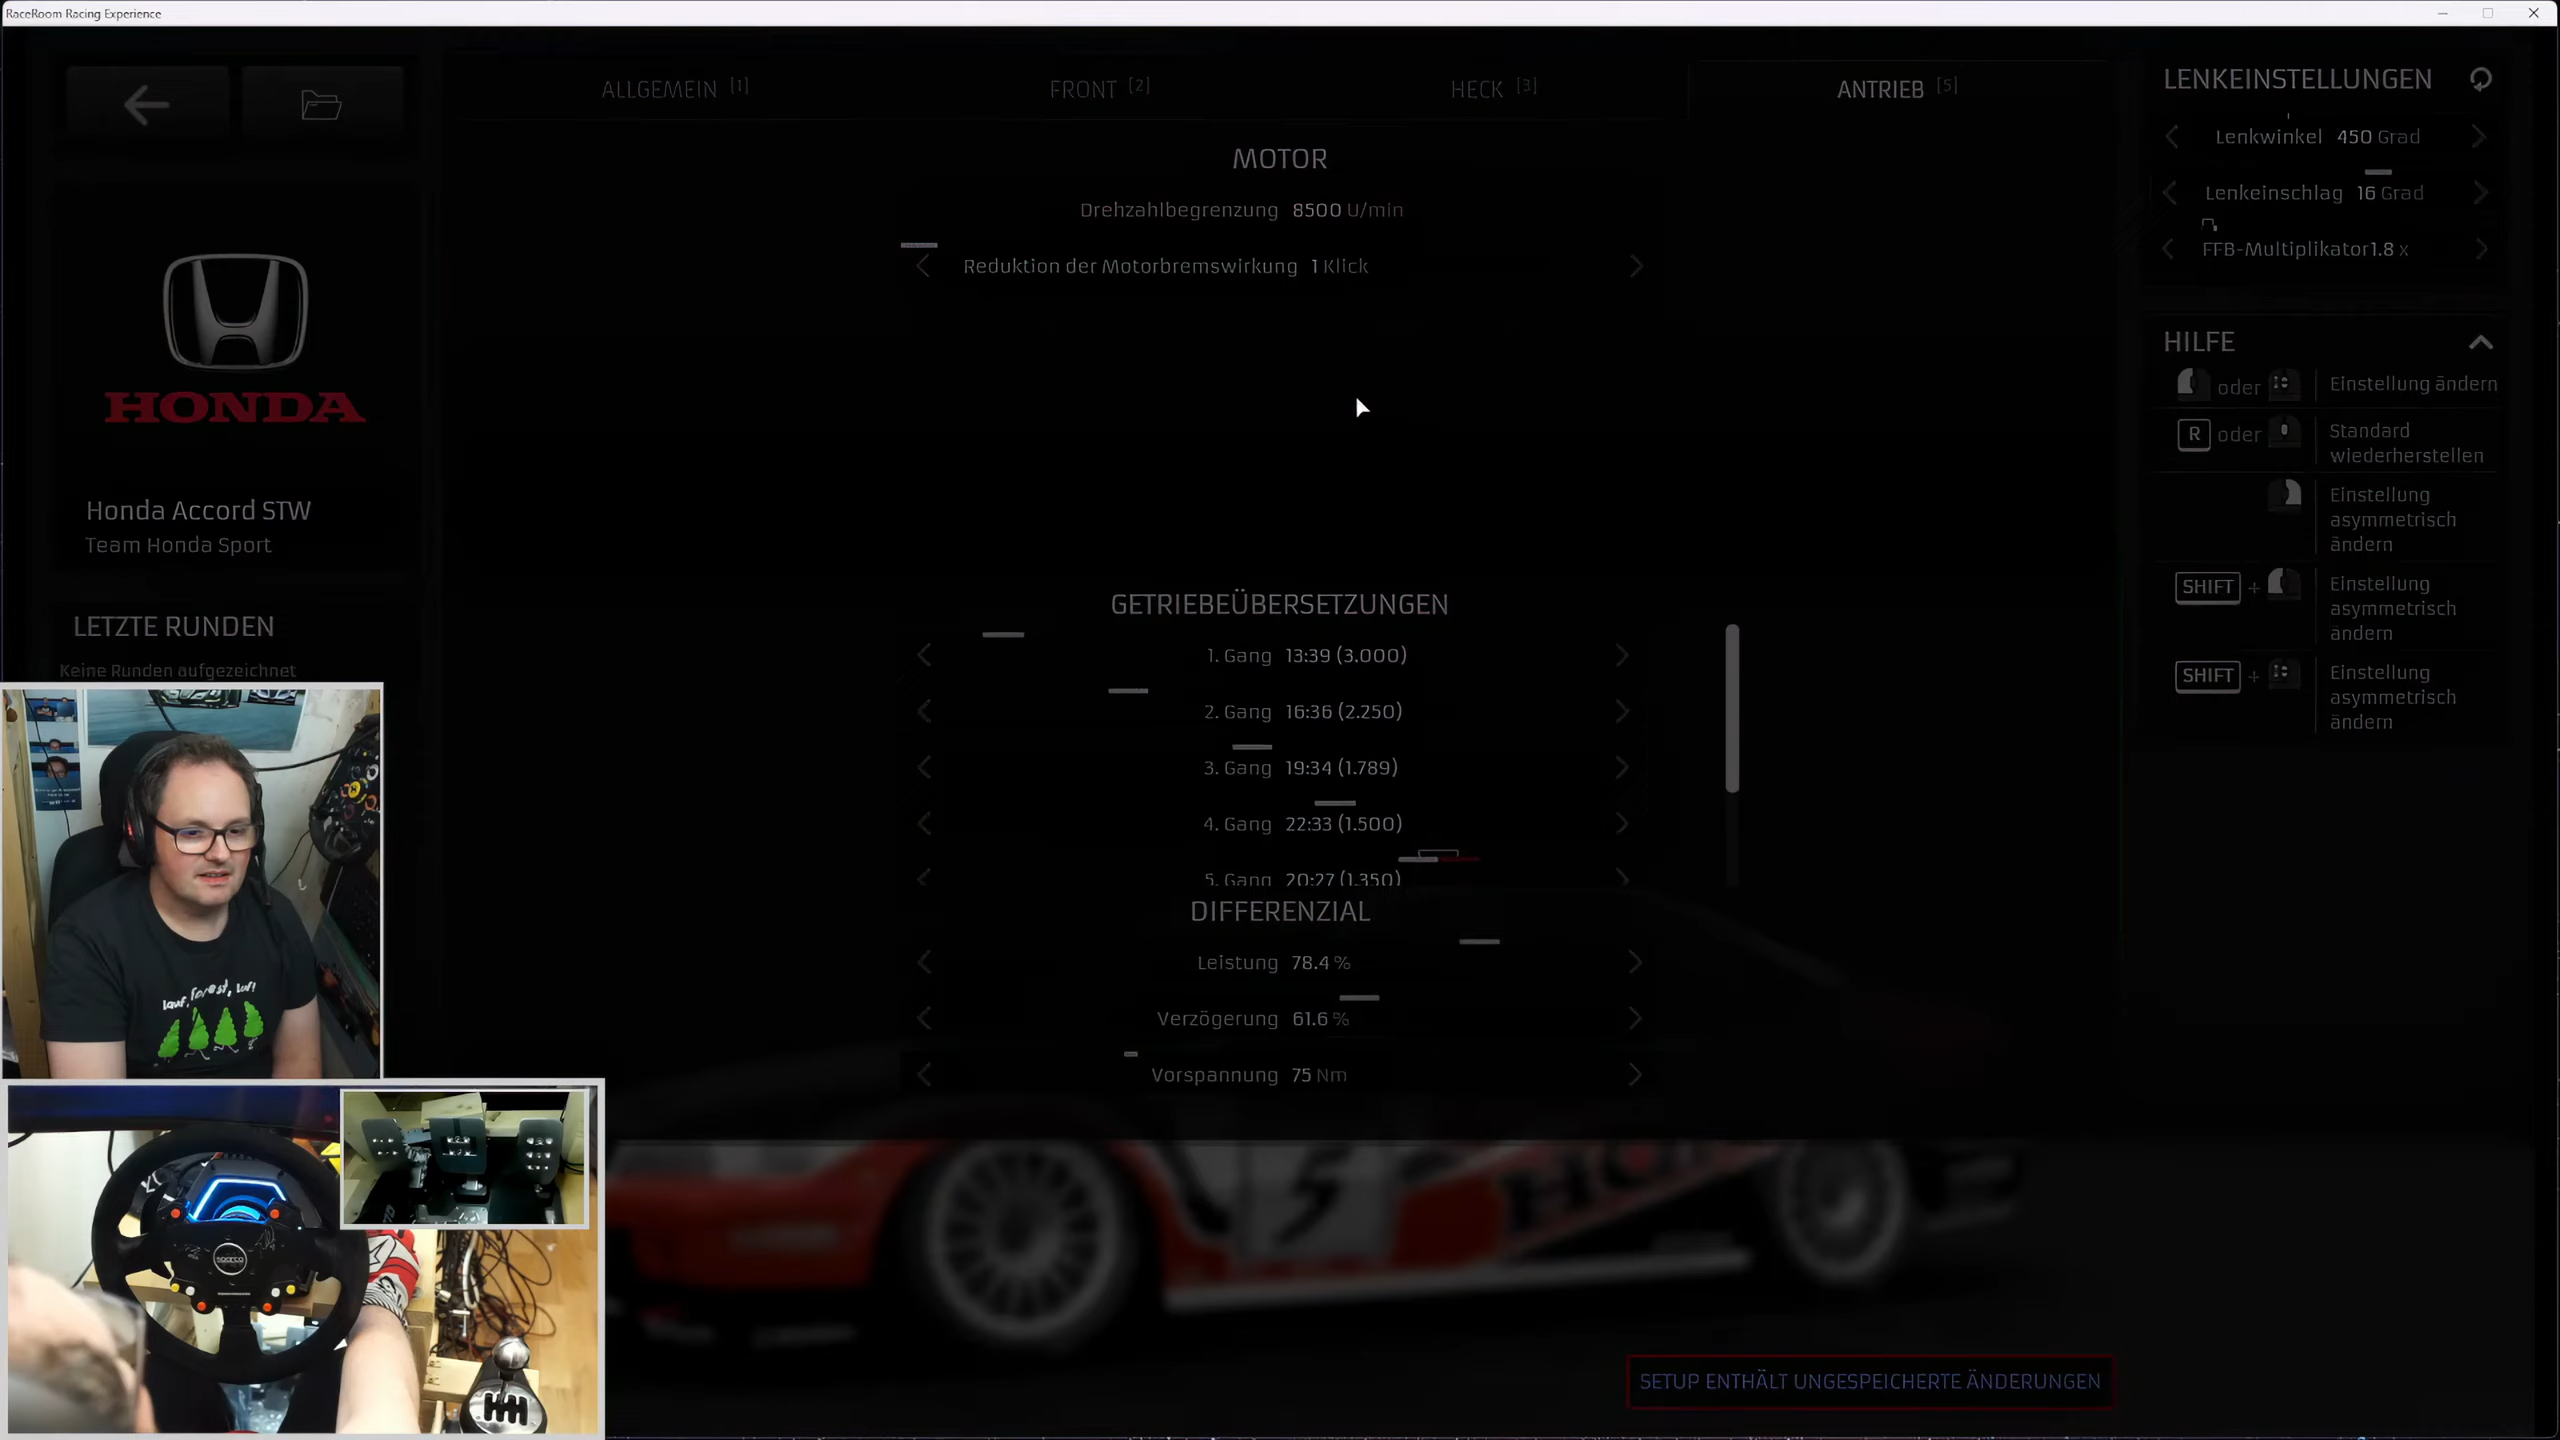 RaceRoom Racing Experience
ALLGEMEIN [1]
FRONT [2]
HECK [3]
ANTRIEB [5]
MOTOR
Drehzahlbegrenzung 8500 U/min
Reduktion der Motorbremswirkung 1 Klick
GETRIEBEÜBERSETZUNGEN
1. Gang 13:39 (3.000)
2. Gang 16:36 (2.250)
3. Gang 19:34 (1.789)
4. Gang 22:33 (1.500)
5. Gang 20:27 (1.350)
DIFFERENZIAL
Leistung 78.4 %
Verzögerung 61.6 %
Vorspannung 75 Nm
LENKEINSTELLUNGEN
Lenkwinkel 450 Grad
Lenkeinschlag 16 Grad
FFB-Multiplikator1.8 x
HILFE
oder Einstellung ändern
R oder Standard
wiederherstellen
Einstellung
asymmetrisch
ändern
SHIFT + Einstellung
asymmetrisch
ändern
SHIFT + Einstellung
asymmetrisch
ändern
HONDA
Honda Accord STW
Team Honda Sport
LETZTE RUNDEN
Keine Runden aufgezeichnet
lauf, forest, lauf!
sparco
SETUP ENTHÄLT UNGESPEICHERTE ÄNDERUNGEN